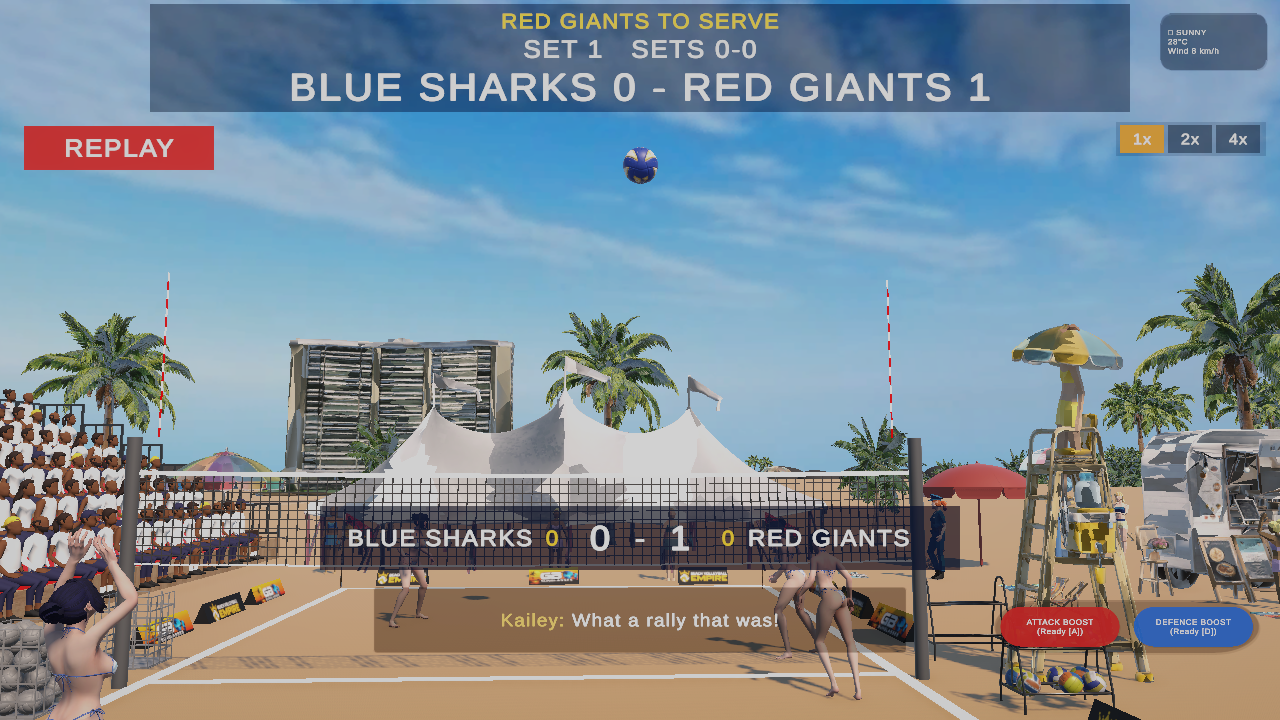 RED GIANTS TO SERVE
SET 1 SETS 0-0
BLUE SHARKS 0 - RED GIANTS 1
SUNNY
28°C
Wind 8 km/h
REPLAY
1x 2x 4x
BLUE SHARKS 0 0 - 1 0 RED GIANTS
EMPIRE
Kailey: What a rally that was!
ATTACK BOOST
(Ready [A])
DEFENCE BOOST
(Ready [D])